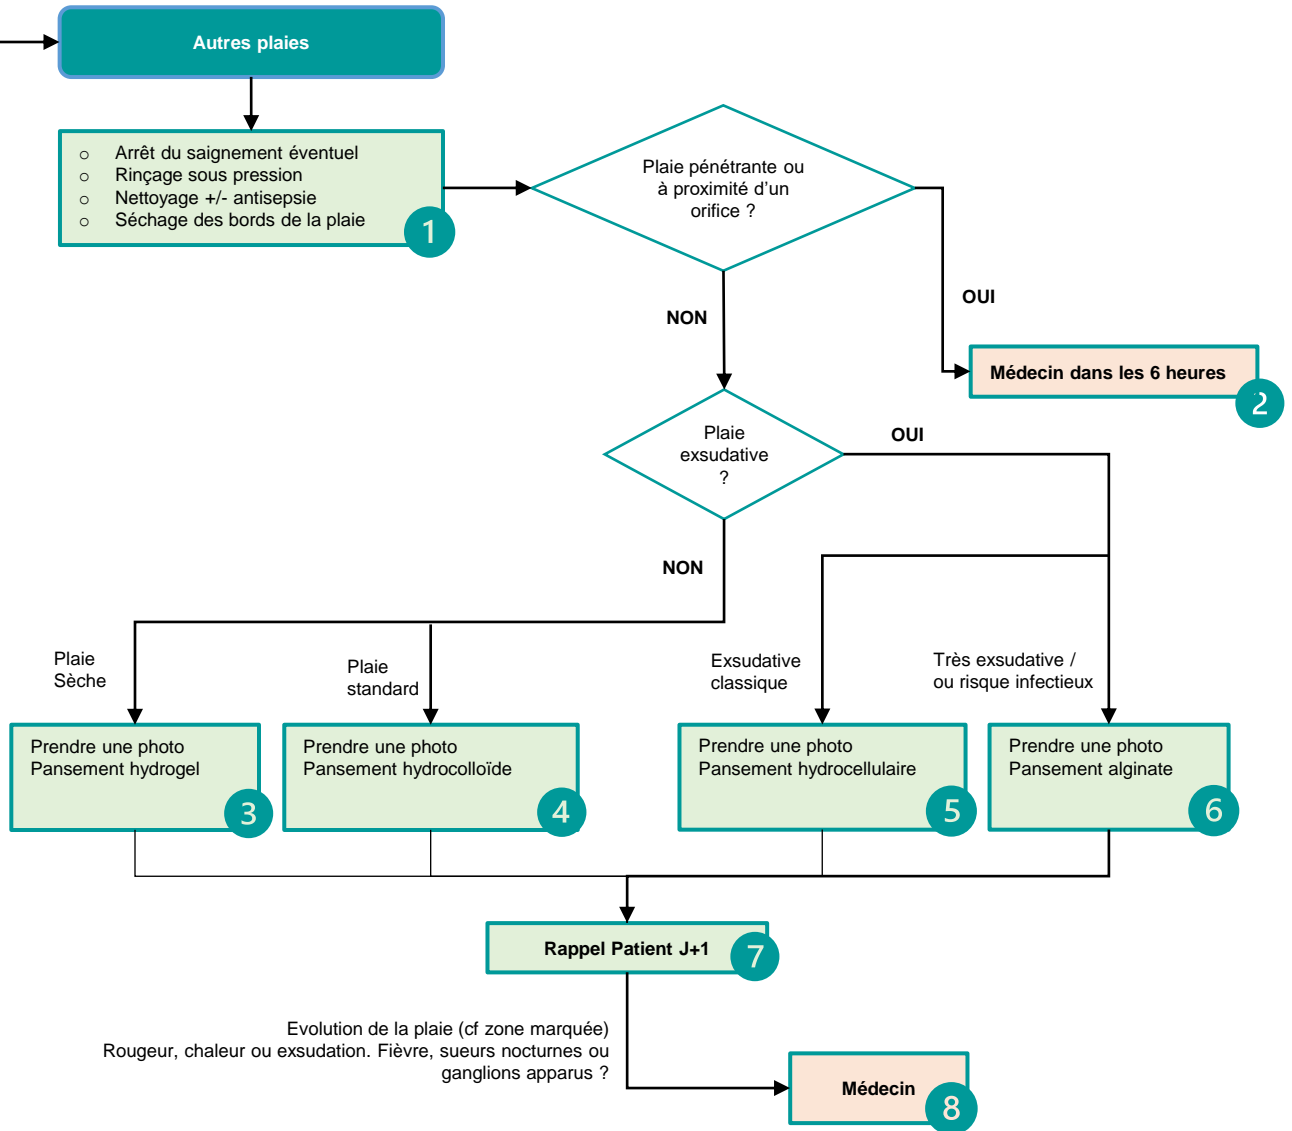 Autres plaies
o Arrêt du saignement éventuel
o Rinçage sous pression
o Nettoyage +/- antisepsie
o Séchage des bords de la plaie
1
Plaie pénétrante ou
à proximité d’un
orifice ?
OUI
NON
Médecin dans les 6 heures
2
Plaie
exsudative
?
OUI
NON
Plaie
Sèche
Plaie
standard
Exsudative
classique
Très exsudative /
ou risque infectieux
Prendre une photo
Pansement hydrogel
3
Prendre une photo
Pansement hydrocolloïde
4
Prendre une photo
Pansement hydrocellulaire
5
Prendre une photo
Pansement alginate
6
Rappel Patient J+1
7
Evolution de la plaie (cf zone marquée)
Rougeur, chaleur ou exsudation. Fièvre, sueurs nocturnes ou
ganglions apparus ?
Médecin
8